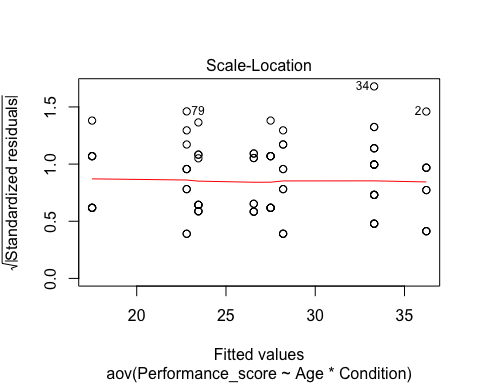 Scale-Location
√|Standardized residuals|
0.0 0.5 1.0 1.5
34
2
79
20 25 30 35
Fitted values
aov(Performance_score ~ Age * Condition)